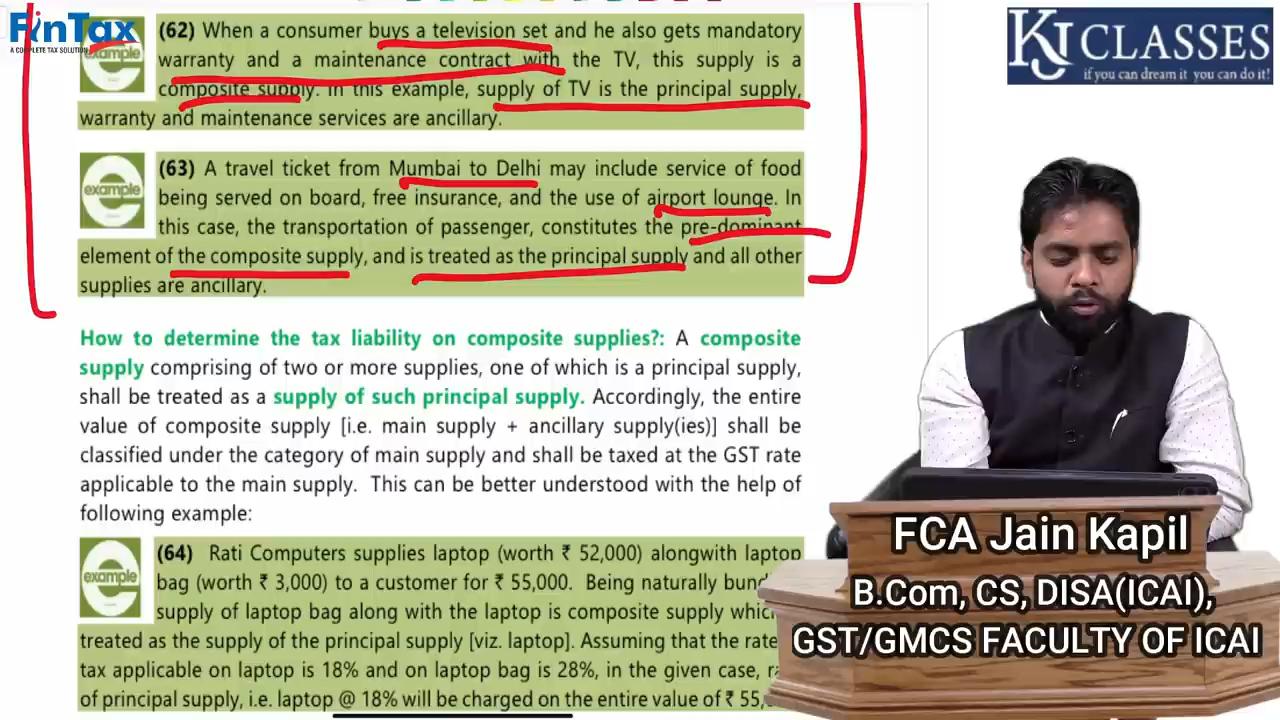 FinTax
A COMPLETE TAX SOLUTION
KJ CLASSES
if you can dream it you can do it!
example
(62) When a consumer buys a television set and he also gets mandatory
warranty and a maintenance contract with the TV, this supply is a
composite supply. In this example, supply of TV is the principal supply,
warranty and maintenance services are ancillary.
example
(63) A travel ticket from Mumbai to Delhi may include service of food
being served on board, free insurance, and the use of airport lounge. In
this case, the transportation of passenger, constitutes the pre-dominant
element of the composite supply, and is treated as the principal supply and all other
supplies are ancillary.
How to determine the tax liability on composite supplies?: A composite
supply comprising of two or more supplies, one of which is a principal supply,
shall be treated as a supply of such principal supply. Accordingly, the entire
value of composite supply [i.e. main supply + ancillary supply(ies)] shall be
classified under the category of main supply and shall be taxed at the GST rate
applicable to the main supply. This can be better understood with the help of
following example:
example
(64) Rati Computers supplies laptop (worth ₹ 52,000) alongwith laptop
bag (worth ₹ 3,000) to a customer for ₹ 55,000. Being naturally
supply of laptop bag along with the laptop is composite supply
treated as the supply of the principal supply [viz. laptop]. Assuming that the rate
tax applicable on laptop is 18% and on laptop bag is 28%, in the given case,
of principal supply, i.e. laptop @ 18% will be charged on the entire value of ₹
FCA Jain Kapil
B.Com, CS, DISA(ICAI),
GST/GMCS FACULTY OF ICAI